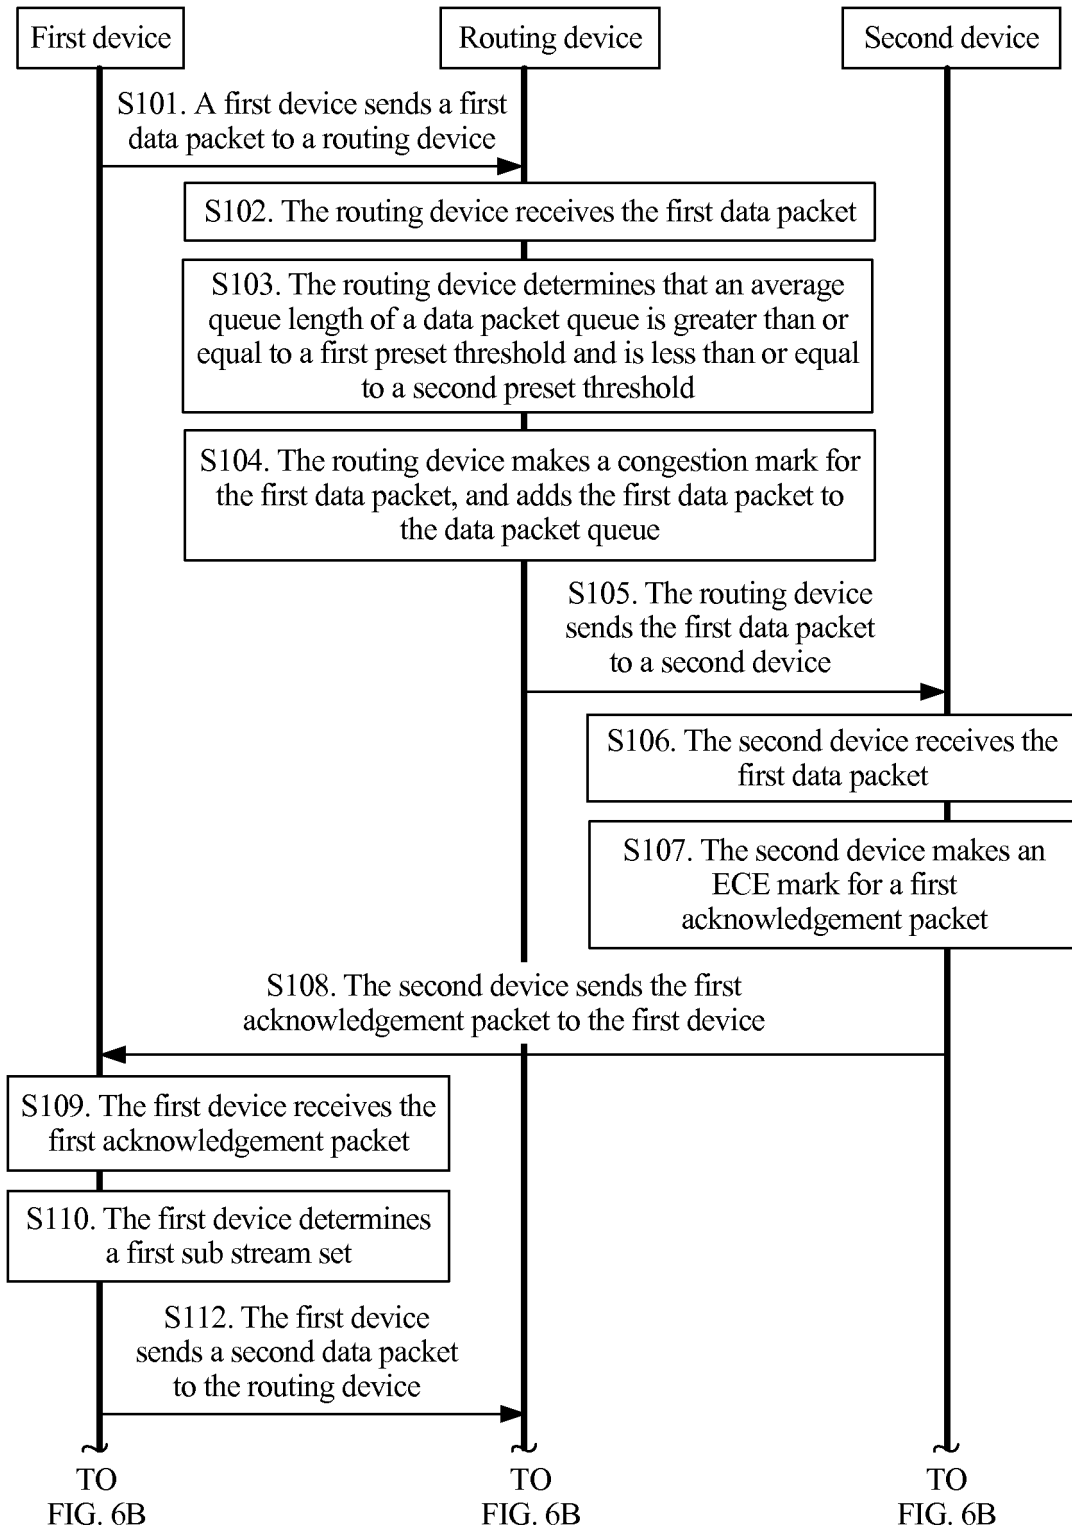 First device
Routing device
Second device
S101. A first device sends a first
data packet to a routing device
S102. The routing device receives the first data packet
S103. The routing device determines that an average
queue length of a data packet queue is greater than or
equal to a first preset threshold and is less than or equal
to a second preset threshold
S104. The routing device makes a congestion mark for
the first data packet, and adds the first data packet to
the data packet queue
S105. The routing device
sends the first data packet
to a second device
S106. The second device receives the
first data packet
S107. The second device makes an
ECE mark for a first
acknowledgement packet
S108. The second device sends the first
acknowledgement packet to the first device
S109. The first device receives the
first acknowledgement packet
S110. The first device determines
a first sub stream set
S112. The first device
sends a second data packet
to the routing device
TO
FIG. 6B
TO
FIG. 6B
TO
FIG. 6B